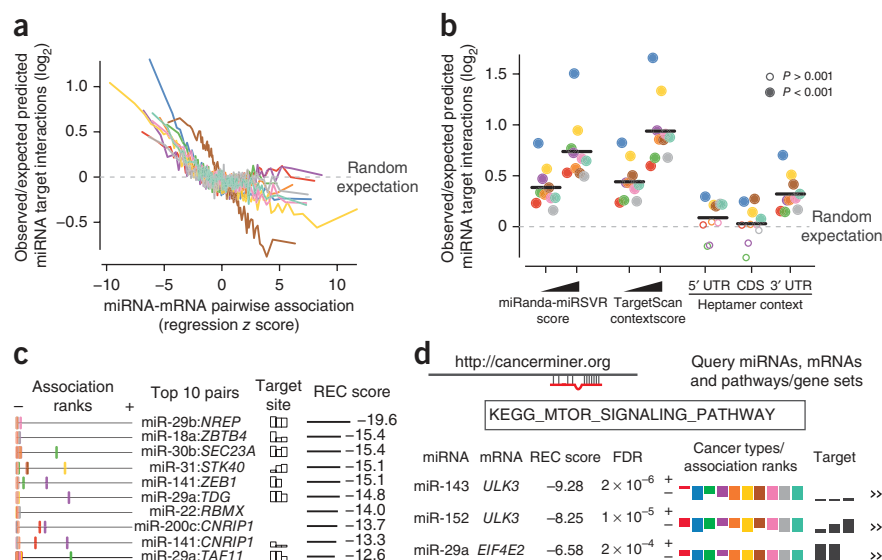 a
Observed/expected predicted
miRNA target interactions (log2)
1.0
0.5
0
−0.5
Random
expectation
−10
−5
0
5
10
miRNA-mRNA pairwise association
(regression z score)
b
Observed/expected predicted
miRNA target interactions (log2)
1.5
1.0
0.5
0
P > 0.001
P < 0.001
Random
expectation
miRanda-miRSVR
score
TargetScan
contextscore
5′ UTR CDS 3′ UTR
Heptamer context
c
Association
ranks
− +
Top 10 pairs
Target
site
REC score
miR-29b:NREP −19.6
miR-18a:ZBTB4 −15.4
miR-30b:SEC23A −15.4
miR-31:STK40 −15.1
miR-141:ZEB1 −15.1
miR-29a:TDG −14.8
miR-22:RBMX −14.0
miR-200c:CNRIP1 −13.7
miR-141:CNRIP1 −13.3
miR-29a:TAF11 −12.6
d
http://cancerminer.org
Query miRNAs, mRNAs
and pathways/gene sets
KEGG_MTOR_SIGNALING_PATHWAY
miRNA mRNA REC score FDR
Cancer types/
association ranks
Target
miR-143 ULK3 −9.28 2 × 10−6 + − »
miR-152 ULK3 −8.25 1 × 10−5 + − »
miR-29a EIF4E2 −6.58 2 × 10−4 + − »